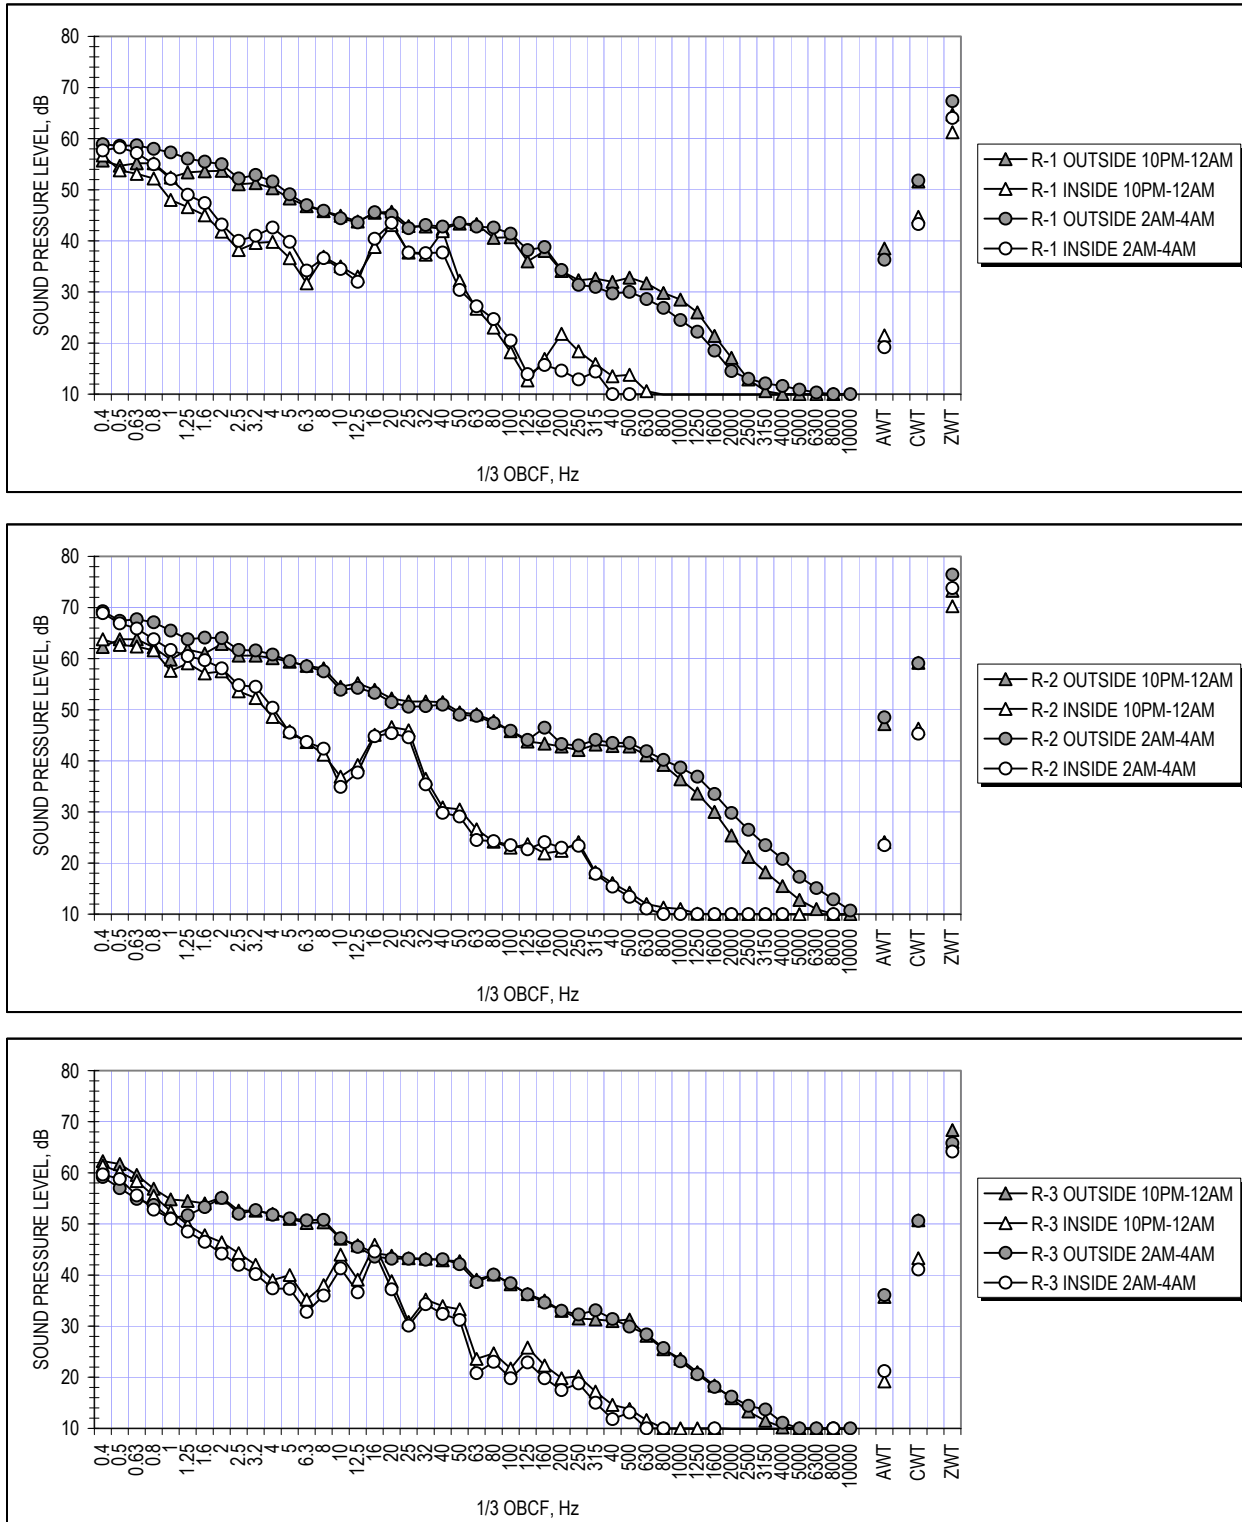 80
70
60
50
40
30
20
10
SOUND PRESSURE LEVEL, dB
0.4 0.5 0.63 0.8 1 1.25 1.6 2 2.5 3.2 4 5 6.3 8 10 12.5 16 20 25 32 40 50 63 80 100 125 160 200 250 315 40 500 630 800 1000 1250 1600 2000 2500 3150 4000 5000 6300 8000 10000 AWT CWT ZWT
1/3 OBCF, Hz
R-1 OUTSIDE 10PM-12AM
R-1 INSIDE 10PM-12AM
R-1 OUTSIDE 2AM-4AM
R-1 INSIDE 2AM-4AM
80
70
60
50
40
30
20
10
SOUND PRESSURE LEVEL, dB
0.4 0.5 0.63 0.8 1 1.25 1.6 2 2.5 3.2 4 5 6.3 8 10 12.5 16 20 25 32 40 50 63 80 100 125 160 200 250 315 40 500 630 800 1000 1250 1600 2000 2500 3150 4000 5000 6300 8000 10000 AWT CWT ZWT
1/3 OBCF, Hz
R-2 OUTSIDE 10PM-12AM
R-2 INSIDE 10PM-12AM
R-2 OUTSIDE 2AM-4AM
R-2 INSIDE 2AM-4AM
80
70
60
50
40
30
20
10
SOUND PRESSURE LEVEL, dB
0.4 0.5 0.63 0.8 1 1.25 1.6 2 2.5 3.2 4 5 6.3 8 10 12.5 16 20 25 32 40 50 63 80 100 125 160 200 250 315 40 500 630 800 1000 1250 1600 2000 2500 3150 4000 5000 6300 8000 10000 AWT CWT ZWT
1/3 OBCF, Hz
R-3 OUTSIDE 10PM-12AM
R-3 INSIDE 10PM-12AM
R-3 OUTSIDE 2AM-4AM
R-3 INSIDE 2AM-4AM